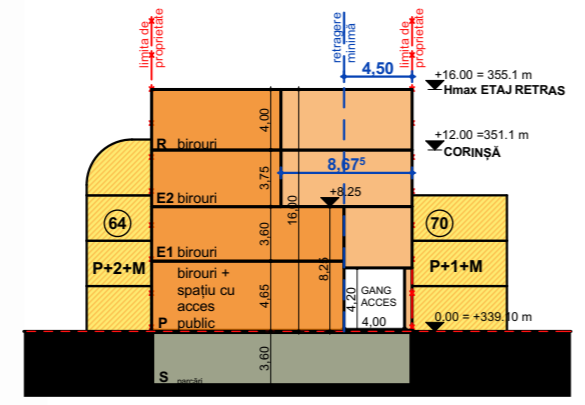 limita de
proprietate
retragere
minimă
limita de
proprietate
4,50
+16.00 = 355.1 m
Hmax ETAJ RETRAS
4,00
+12.00 =351.1 m
CORINȘĂ
R birouri
8,67⁵
3,75
16,00
+8.25
E2 birouri
64
70
3,60
E1 birouri
8,25
P+2+M
P+1+M
birouri +
spațiu cu
acces
P public
4,65
4,20
GANG
ACCES
4,00
0.00 = +339.10 m
3,60
S parcări